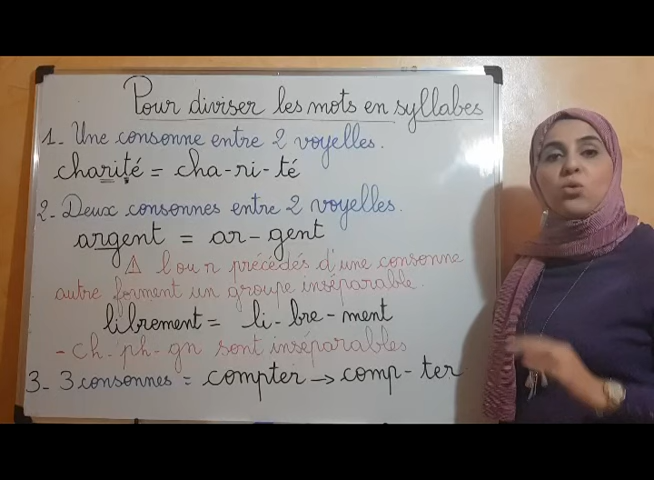 Pour diviser les mots en syllabes
1- Une consonne entre 2 voyelles.
charité = cha-ri-té
2- Deux consonnes entre 2 voyelles.
argent = ar-gent
⚠ l ou r précédés d'une consonne
autre forment un groupe inséparable.
librement = li-bre-ment
- ch- ph- gn sont inséparables
3- 3 consonnes = compter → comp-ter